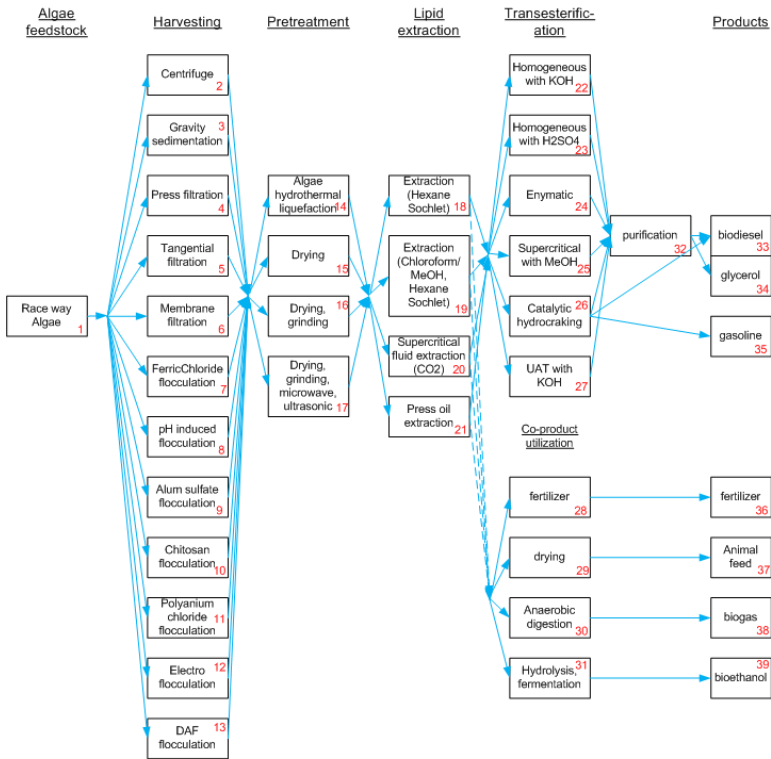 Algae
feedstock
Harvesting
Pretreatment
Lipid
extraction
Transesterific-
ation
Products
Race way
Algae
1
Centrifuge
2
Gravity
3
sedimentation
Press filtration
4
Tangential
filtration
5
Membrane
filtration
6
FerricChloride
flocculation
7
pH induced
flocculation
8
Alum sulfate
flocculation
9
Chitosan
flocculation
10
Polyanium
chloride flocculation
11
Electro
12
flocculation
DAF
13
flocculation
Algae
hydrothermal
liquefaction
14
Drying
15
Drying,
16
grinding
Drying,
grinding,
microwave,
ultrasonic
17
Extraction
(Hexane
Sochlet)
18
Extraction
(Chloroform/
MeOH,
Hexane
Sochlet)
19
Supercritical
fluid extraction
(CO2)
20
Press oil
extraction
21
Homogeneous
with KOH
22
Homogeneous
with H2SO4
23
Enymatic
24
Supercritical
with MeOH
25
Catalytic
26
hydrocraking
UAT with
KOH
27
Co-product
utilization
fertilizer
28
drying
29
Anaerobic
digestion
30
Hydrolysis,
31
fermentation
purification
32
biodiesel
33
glycerol
34
gasoline
35
fertilizer
36
Animal
feed
37
biogas
38
39
bioethanol